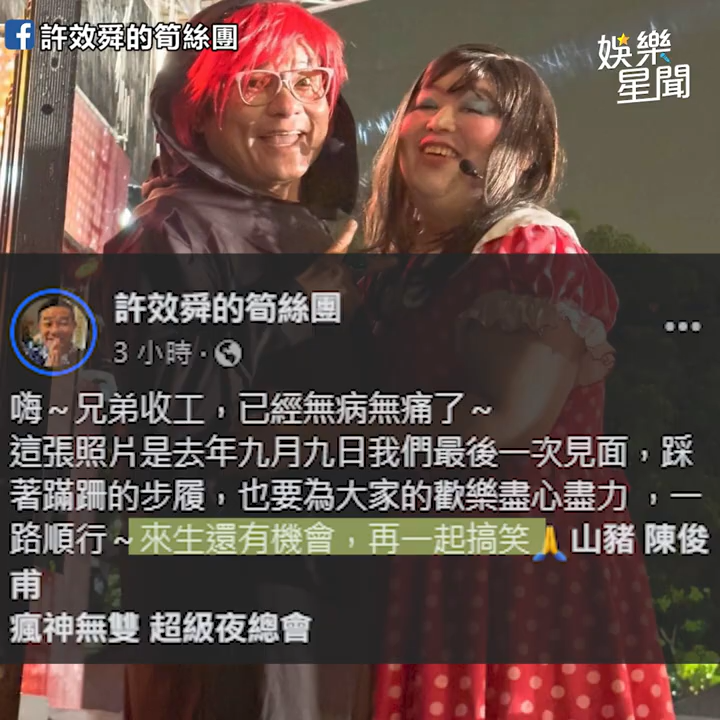 許效舜的筍絲團
娛樂
星聞
許效舜的筍絲團
3 小時 ·
嗨~兄弟收工，已經無病無痛了~
這張照片是去年九月九日我們最後一次見面，踩
著蹣跚的步履，也要為大家的歡樂盡心盡力 ，一
路順行~來生還有機會，再一起搞笑🙏山豬 陳俊
甫
瘋神無雙 超級夜總會